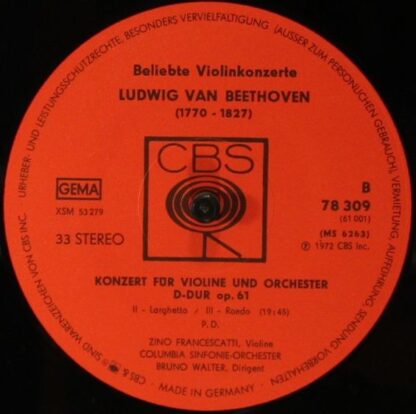 URHEBER- UND LEISTUNGSSCHUTZRECHTE, BESONDERS VERVIELFÄLTIGUNG (AUSSER ZUM PERSÖNLICHEN GEBRAUCH), VERMIETUNG, AUFFÜHRUNG, SENDUNG VORBEHALTEN
Beliebte Violinkonzerte
LUDWIG VAN BEETHOVEN
(1770 - 1827)
CBS
GEMA
B
XSM 53279
78 309
(61 001)
33 STEREO
(MS 6263)
℗ 1972 CBS Inc.
KONZERT FÜR VIOLINE UND ORCHESTER
D-DUR op. 61
II - Larghetto / III - Rondo (19:45)
P.D.
ZINO FRANCESCATTI, Violine
COLUMBIA SINFONIE-ORCHESTER
BRUNO WALTER, Dirigent
CBS & SIND WARENZEICHEN VON CBS INC.
• MADE IN GERMANY •